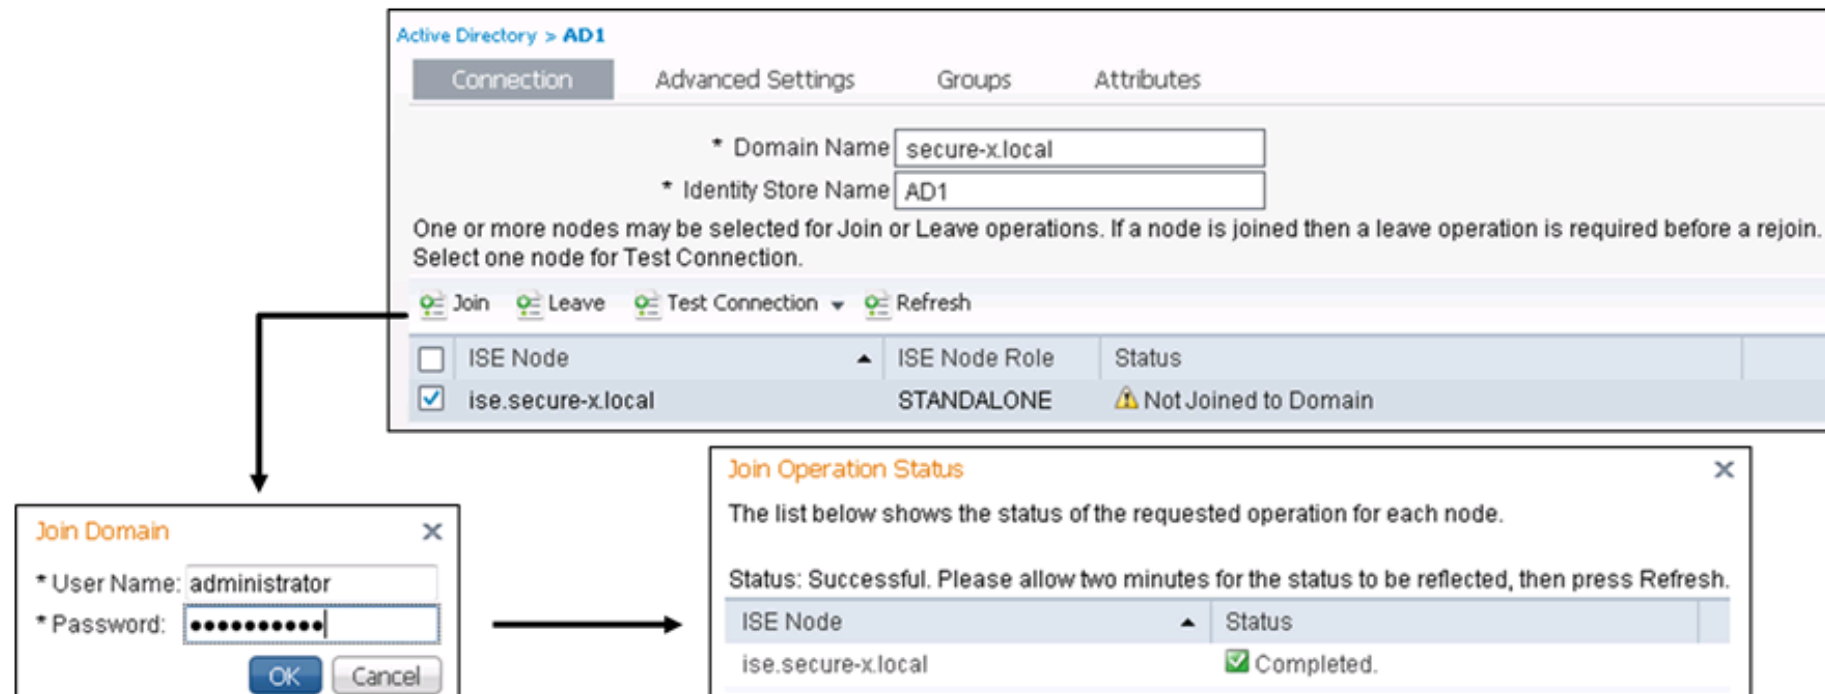 Active Directory > AD1
Connection Advanced Settings Groups Attributes
* Domain Name secure-x.local
* Identity Store Name AD1
One or more nodes may be selected for Join or Leave operations. If a node is joined then a leave operation is required before a rejoin.
Select one node for Test Connection.
Join Leave Test Connection Refresh
ISE Node ISE Node Role Status
ise.secure-x.local STANDALONE Not Joined to Domain
Join Domain
* User Name: administrator
* Password: ••••••••••
OK Cancel
Join Operation Status
The list below shows the status of the requested operation for each node.
Status: Successful. Please allow two minutes for the status to be reflected, then press Refresh.
ISE Node Status
ise.secure-x.local Completed.